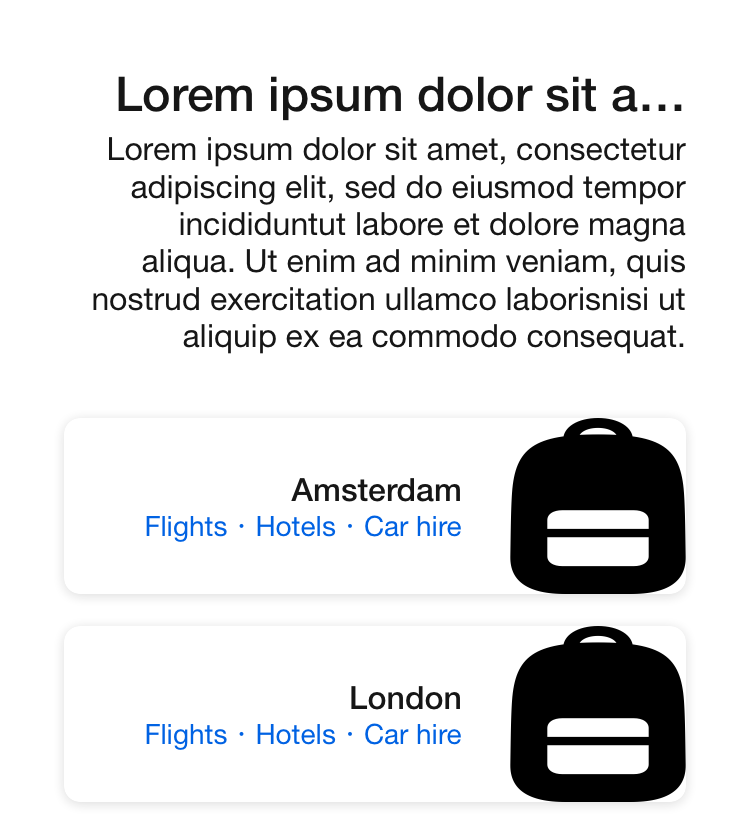 Lorem ipsum dolor sit a...
Lorem ipsum dolor sit amet, consectetur
adipiscing elit, sed do eiusmod tempor
incididuntut labore et dolore magna
aliqua. Ut enim ad minim veniam, quis
nostrud exercitation ullamco laborisnisi ut
aliquip ex ea commodo consequat.
Amsterdam
Flights · Hotels · Car hire
London
Flights · Hotels · Car hire